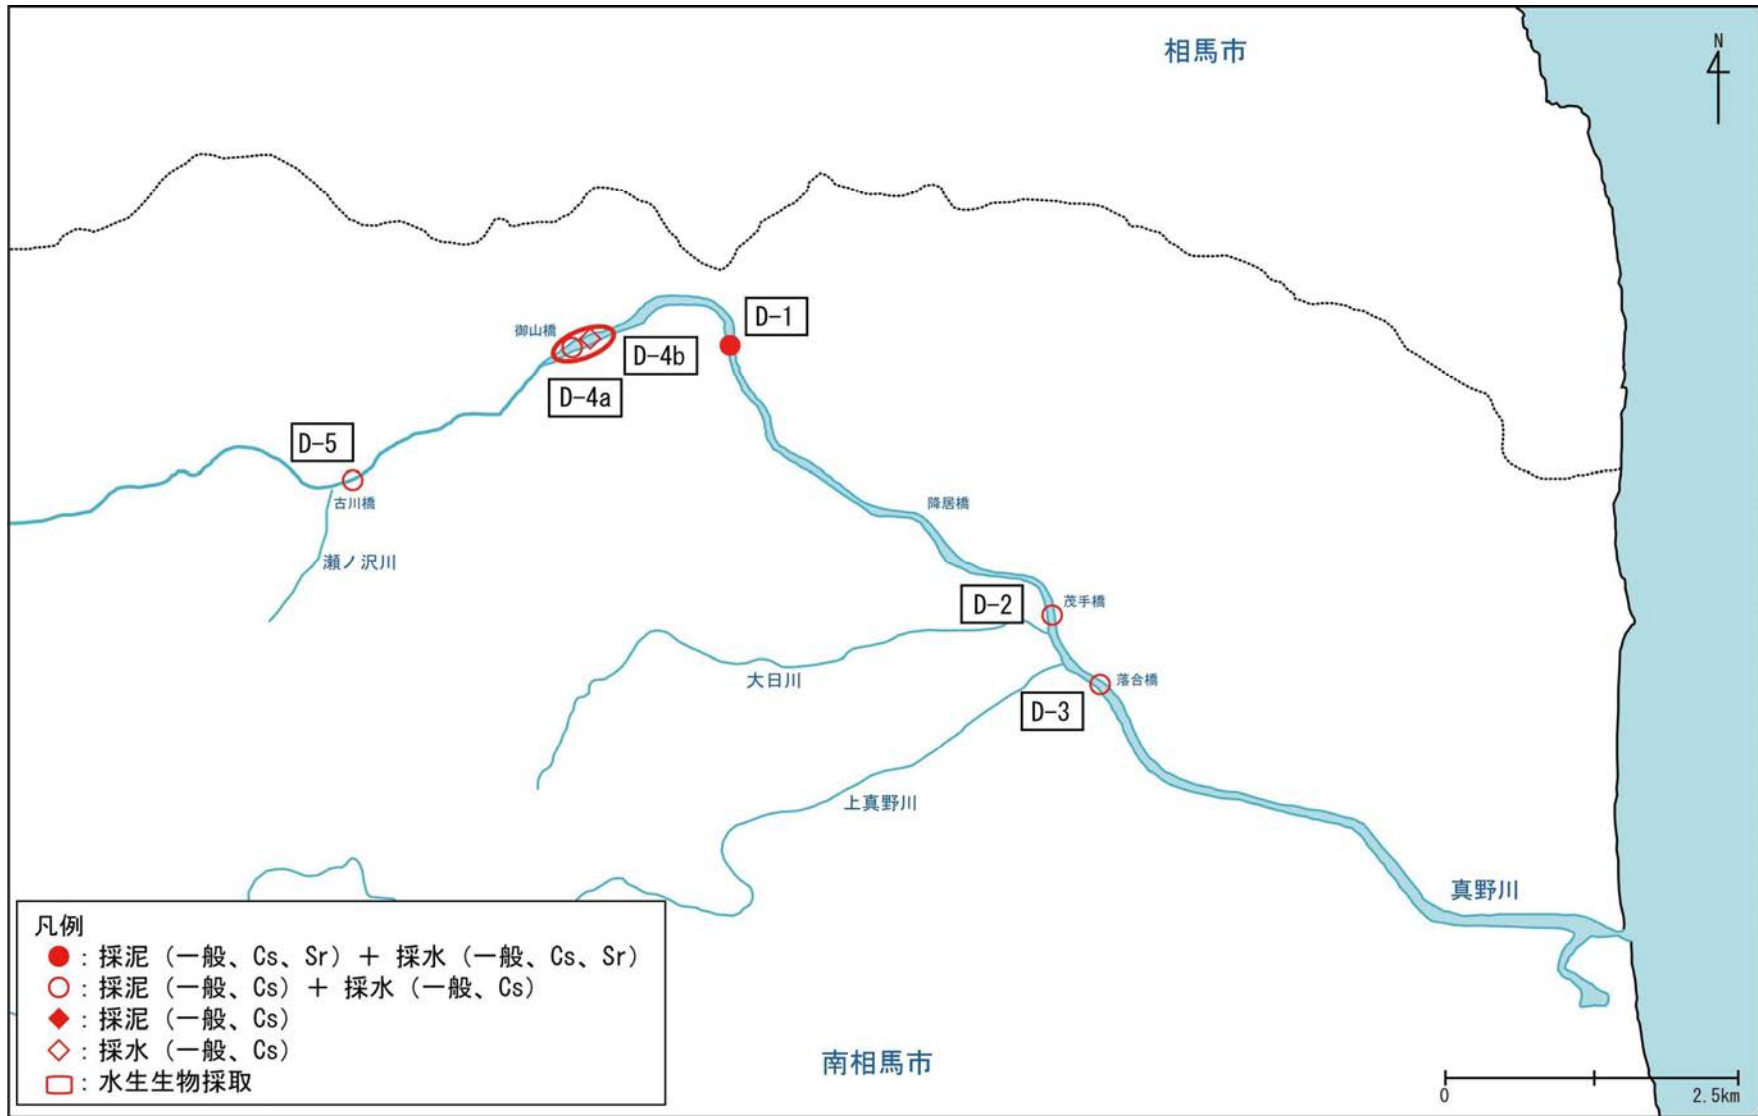 相馬市
N
D-1
御山橋
D-4b
D-4a
D-5
古川橋
降居橋
瀬ノ沢川
D-2
茂手橋
大日川
落合橋
D-3
上真野川
真野川
凡例
●：採泥（一般、Cs、Sr）＋ 採水（一般、Cs、Sr）
○：採泥（一般、Cs）＋ 採水（一般、Cs）
◆：採泥（一般、Cs）
◇：採水（一般、Cs）
：水生生物採取
南相馬市
0
2.5km